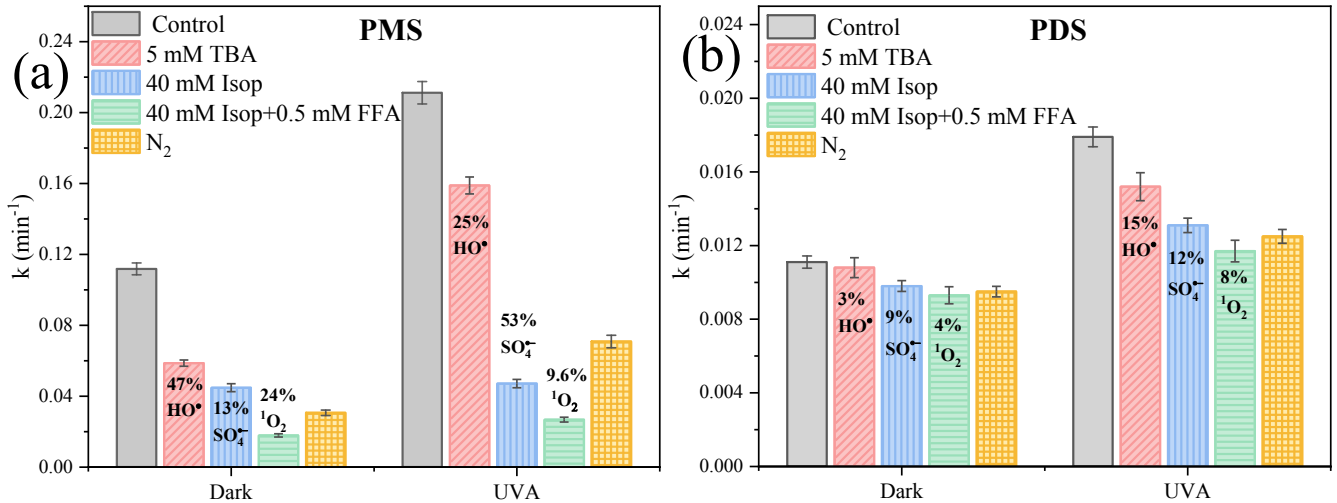 (a)
PMS
Control
5 mM TBA
40 mM Isop
40 mM Isop+0.5 mM FFA
N₂
k (min⁻¹)
0.24
0.20
0.16
0.12
0.08
0.04
0.00
47%
HO•
13%
SO₄•−
24%
¹O₂
25%
HO•
53%
SO₄•−
9.6%
¹O₂
Dark
UVA
(b)
PDS
Control
5 mM TBA
40 mM Isop
40 mM Isop+0.5 mM FFA
N₂
k (min⁻¹)
0.024
0.020
0.016
0.012
0.008
0.004
0.000
3%
HO•
9%
SO₄•−
4%
¹O₂
15%
HO•
12%
SO₄•−
8%
¹O₂
Dark
UVA